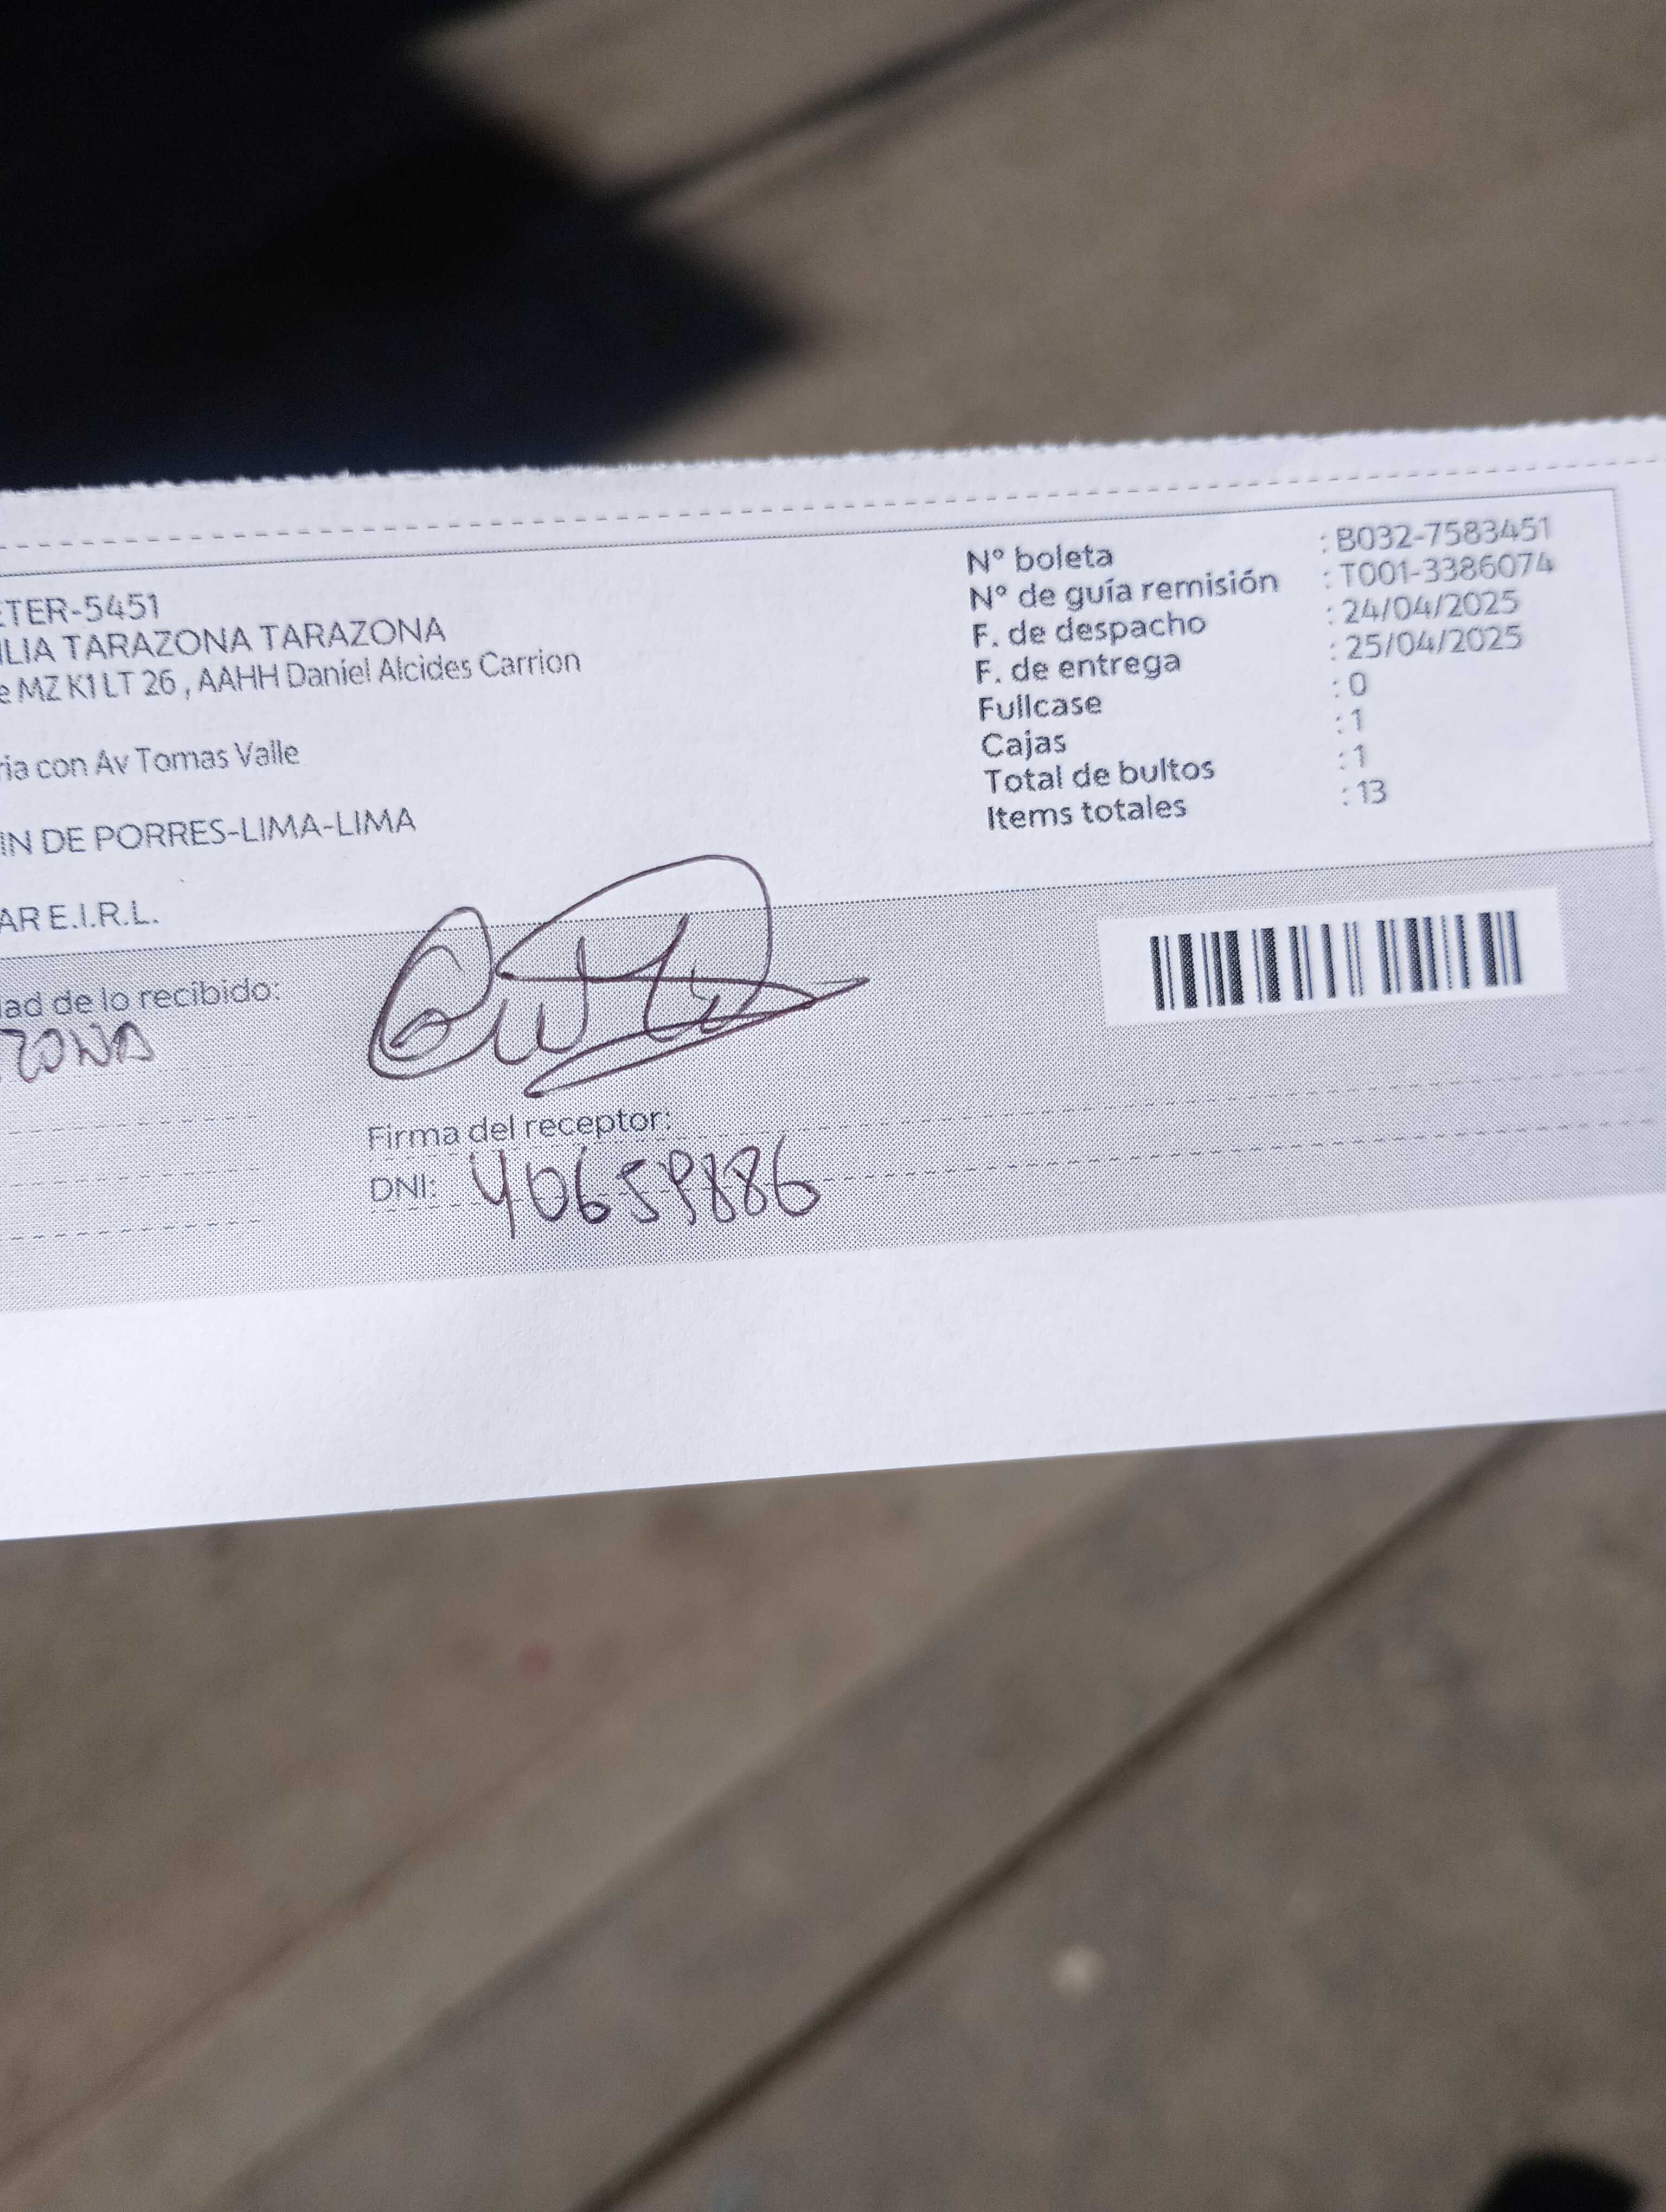 ETER-5451
ILIA TARAZONA TARAZONA
e MZ K1 LT 26 , AAHH Daniel Alcides Carrion
ria con Av Tomas Valle
IN DE PORRES-LIMA-LIMA
AR E.I.R.L.
N° boleta : B032-7583451
N° de guía remisión : T001-3386074
F. de despacho : 24/04/2025
F. de entrega : 25/04/2025
Fullcase : 0
Cajas : 1
Total de bultos : 1
Items totales : 13
dad de lo recibido:
ZONA
Firma del receptor:
DNI: 40659886